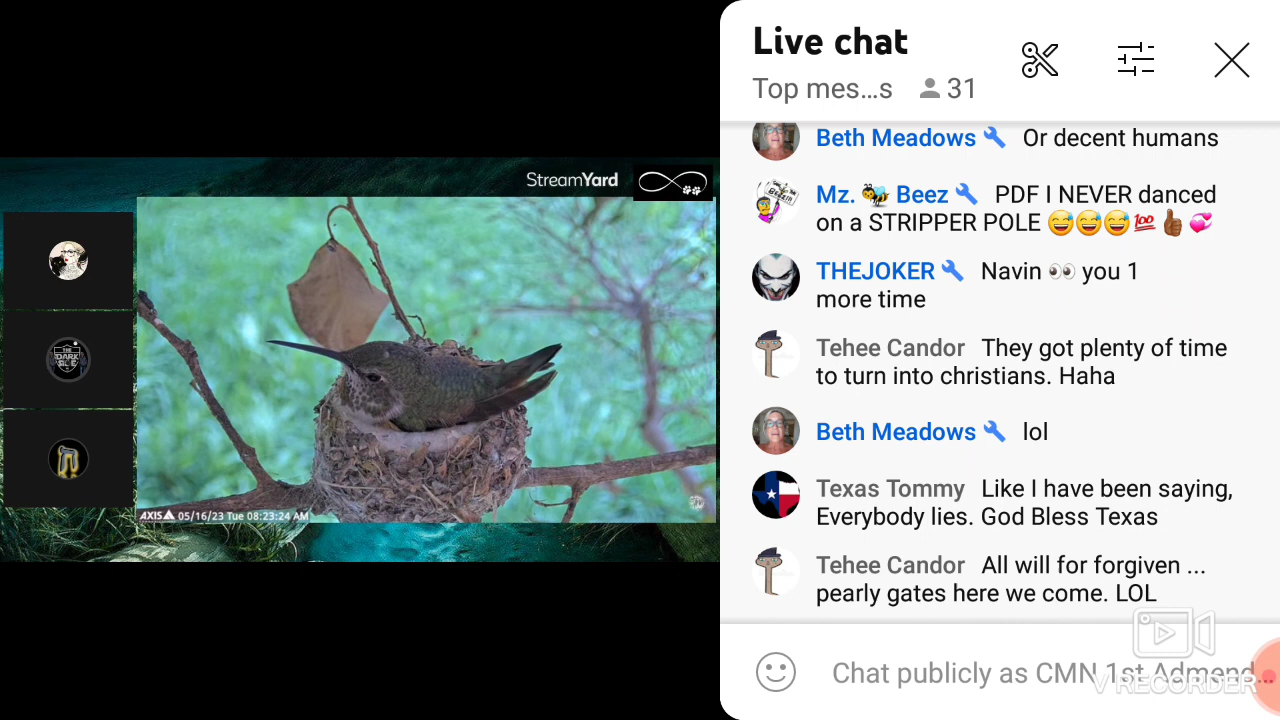 StreamYard
AXIS 05/16/23 Tue 08:23:24 AM
Live chat
Top mes...s 31
Beth Meadows Or decent humans
Mz. 🐝 Beez PDF I NEVER danced
on a STRIPPER POLE 😅😅😅💯👍🏾💞
THEJOKER Navin 👀 you 1
more time
Tehee Candor They got plenty of time
to turn into christians. Haha
Beth Meadows lol
Texas Tommy Like I have been saying,
Everybody lies. God Bless Texas
Tehee Candor All will for forgiven ...
pearly gates here we come. LOL
Chat publicly as CMN 1st Admend...
V RECORDER